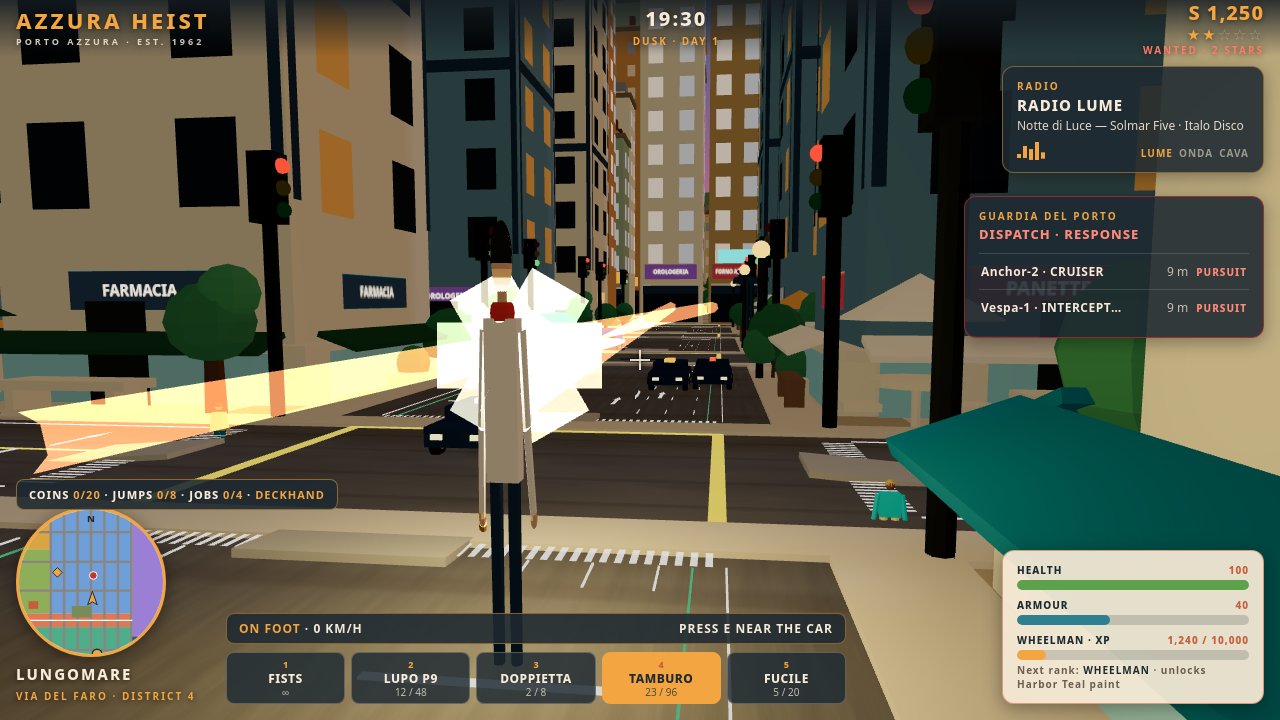 AZZURA HEIST
PORTO AZZURA · EST. 1962
19:30
DUSK · DAY 1
S 1,250
★★☆☆☆
WANTED · 2 STARS
RADIO
RADIO LUME
Notte di Luce — Solmar Five · Italo Disco
LUME ONDA CAVA
GUARDIA DEL PORTO
DISPATCH · RESPONSE
Anchor-2 · CRUISER 9 m PURSUIT
Vespa-1 · INTERCEPT... 9 m PURSUIT
PANETTE
FARMACIA
FARMACIA
OROLOGERIA
COINS 0/20 · JUMPS 0/8 · JOBS 0/4 · DECKHAND
N
LUNGOMARE
VIA DEL FARO · DISTRICT 4
ON FOOT · 0 KM/H
PRESS E NEAR THE CAR
1
FISTS
∞
2
LUPO P9
12 / 48
3
DOPPIETTA
2 / 8
4
TAMBURO
23 / 96
5
FUCILE
5 / 20
HEALTH 100
ARMOUR 40
WHEELMAN · XP 1,240 / 10,000
Next rank: WHEELMAN · unlocks
Harbor Teal paint